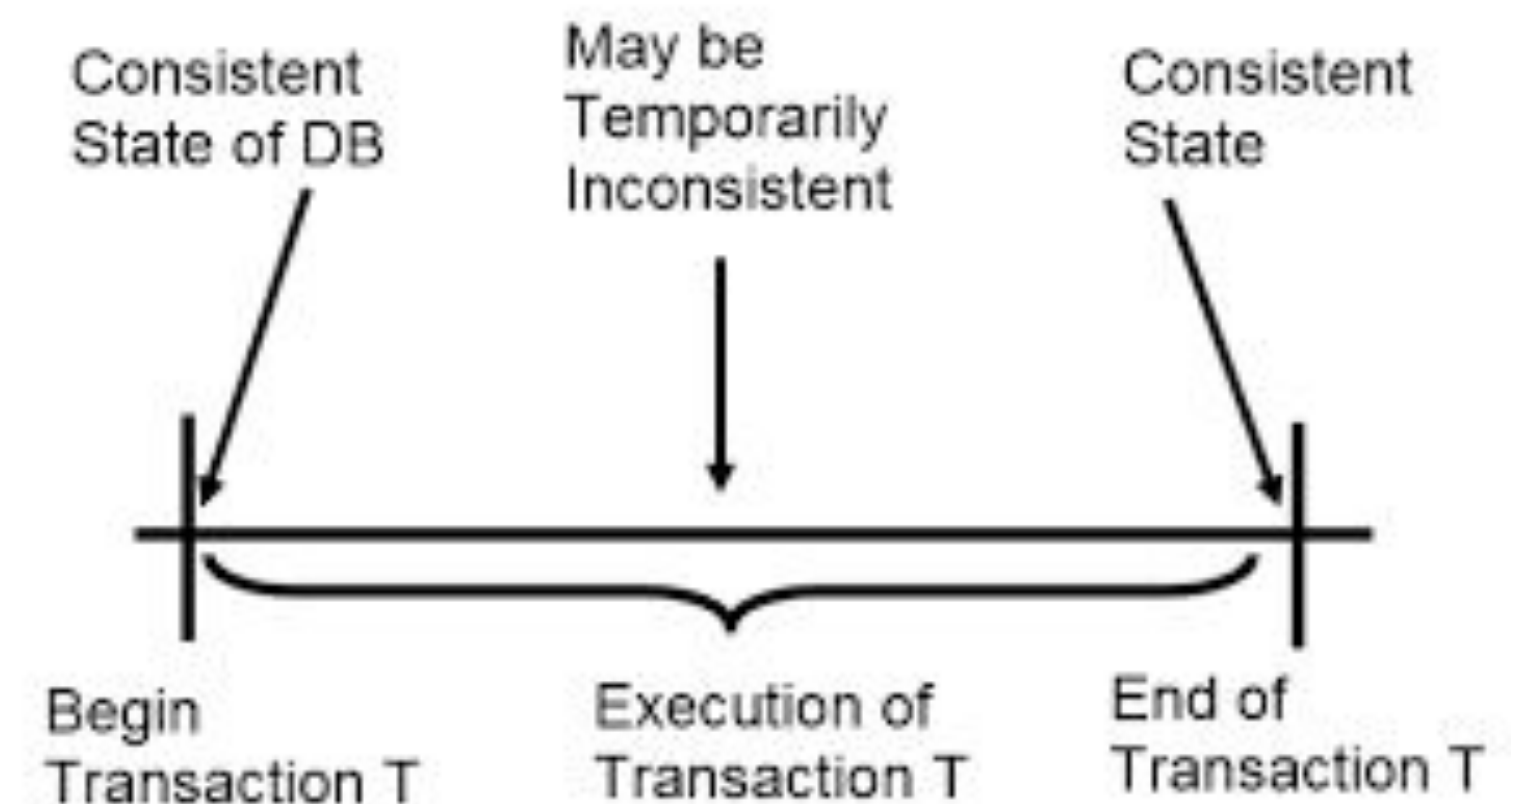 Consistent
State of DB
May be
Temporarily
Inconsistent
Consistent
State
Begin
Transaction T
Execution of
Transaction T
End of
Transaction T